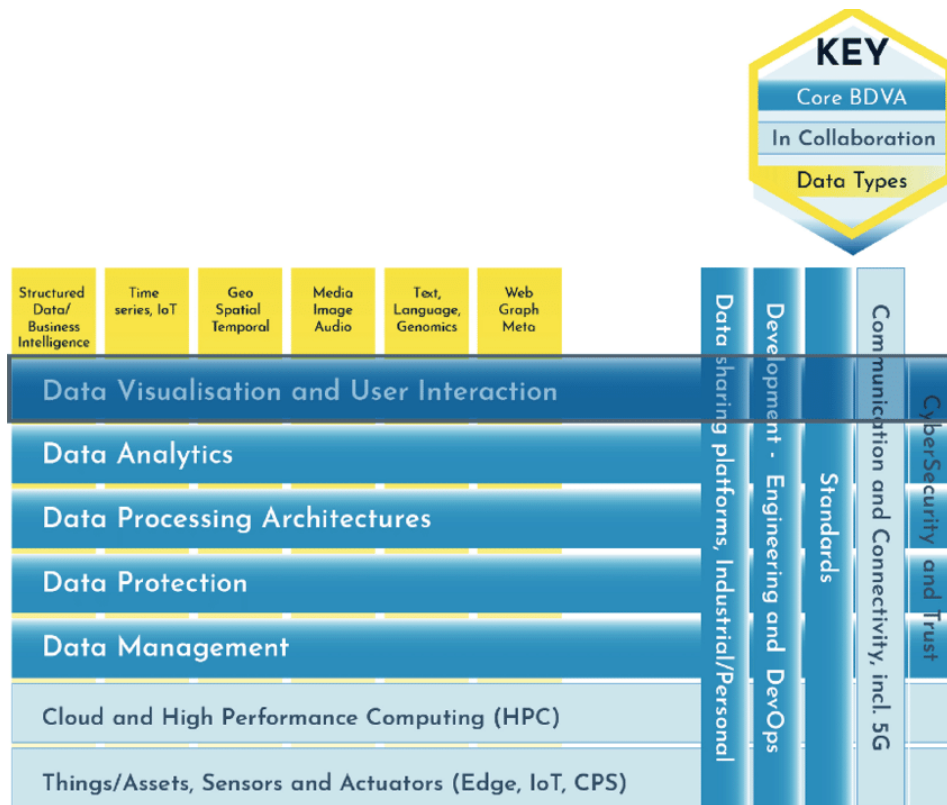 KEY
Core BDVA
In Collaboration
Data Types
Structured
Data/
Business
Intelligence
Time
series, IoT
Geo
Spatial
Temporal
Media
Image
Audio
Text,
Language,
Genomics
Web
Graph
Meta
Data Visualisation and User Interaction
Data Analytics
Data Processing Architectures
Data Protection
Data Management
Cloud and High Performance Computing (HPC)
Things/Assets, Sensors and Actuators (Edge, IoT, CPS)
Data sharing platforms, Industrial/Personal
Development - Engineering and DevOps
Standards
Communication and Connectivity, incl. 5G
CyberSecurity and Trust